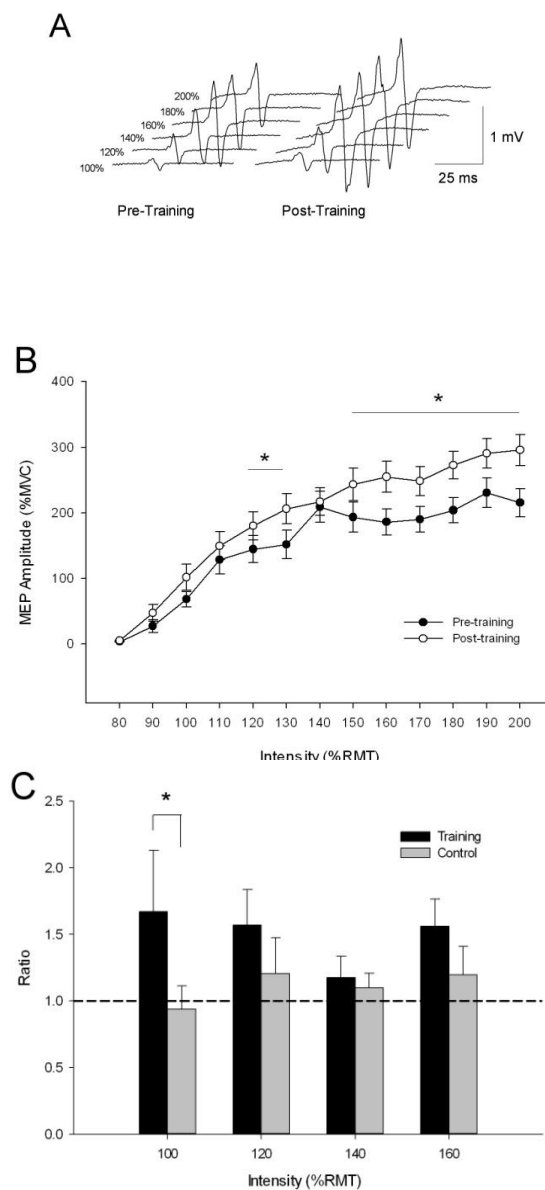 A
200%
180%
160%
140%
120%
100%
1 mV
25 ms
Pre-Training
Post-Training
B
400
*
*
300
MEP Amplitude (%MVC)
200
100
Pre-training
Post-training
0
80 90 100 110 120 130 140 150 160 170 180 190 200
Intensity (%RMT)
C
2.5
*
Training
Control
2.0
1.5
Ratio
1.0
0.5
0.0
100 120 140 160
Intensity (%RMT)